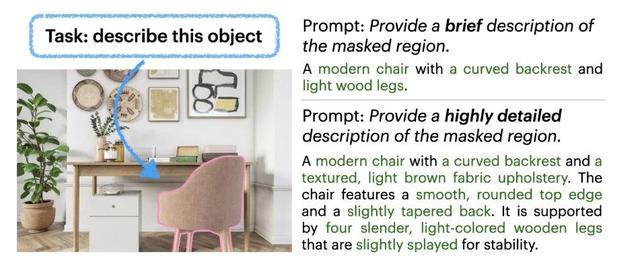 Task: describe this object
Prompt: Provide a brief description of
the masked region.
A modern chair with a curved backrest and
light wood legs.
Prompt: Provide a highly detailed
description of the masked region.
A modern chair with a curved backrest and a
textured, light brown fabric upholstery. The
chair features a smooth, rounded top edge
and a slightly tapered back. It is supported
by four slender, light-colored wooden legs
that are slightly splayed for stability.